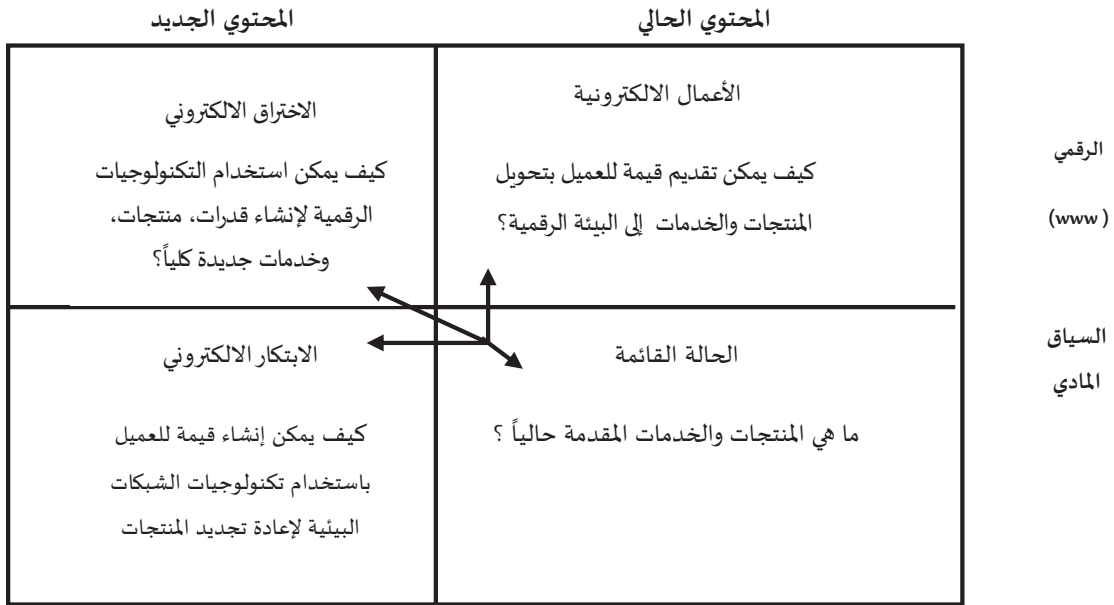 المحتوي الحالي
المحتوي الجديد
الرقمي
( www)
الأعمال الالكترونية
كيف يمكن تقديم قيمة للعميل بتحويل
المنتجات والخدمات إلى البيئة الرقمية؟
الاختراق الالكتروني
كيف يمكن استخدام التكنولوجيات
الرقمية لإنشاء قدرات، منتجات،
وخدمات جديدة كلياً؟
السياق
المادي
الحالة القائمة
ما هي المنتجات والخدمات المقدمة حالياً ؟
الابتكار الالكتروني
كيف يمكن إنشاء قيمة للعميل
باستخدام تكنولوجيات الشبكات
البيئية لإعادة تجديد المنتجات